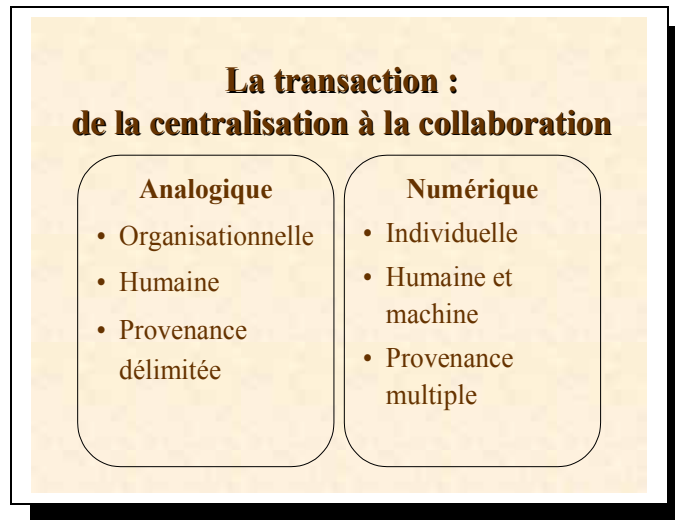 La transaction :
de la centralisation à la collaboration
Analogique
• Organisationnelle
• Humaine
• Provenance
délimitée
Numérique
• Individuelle
• Humaine et
machine
• Provenance
multiple